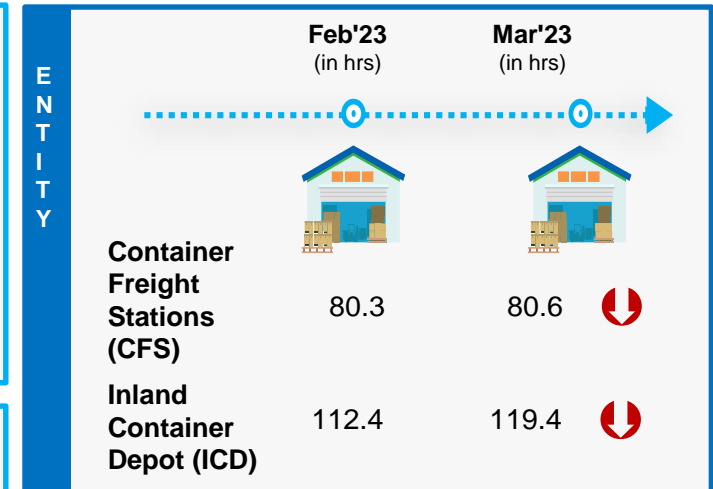 ENTITY
Feb'23 Mar'23
(in hrs) (in hrs)
Container
Freight
Stations
(CFS)
80.3 80.6
Inland
Container
Depot (ICD)
112.4 119.4